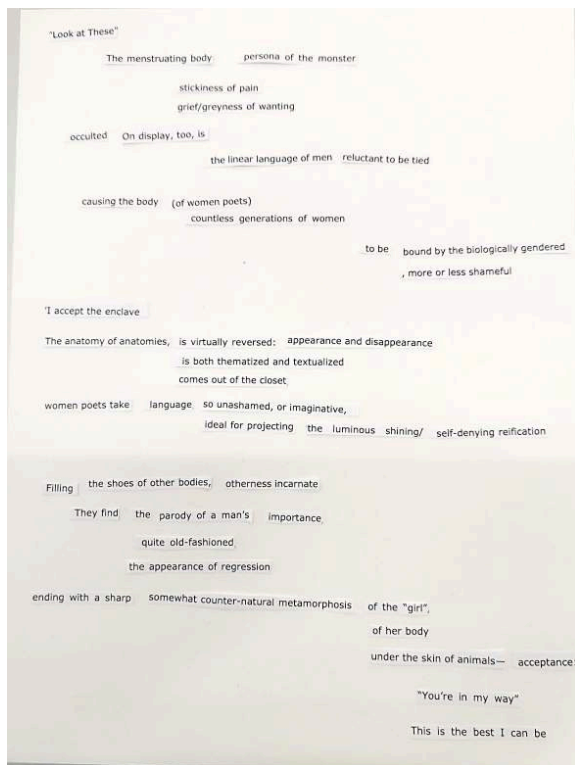 "Look at These"
The menstruating body persona of the monster
stickiness of pain
grief/greyness of wanting
occulted On display, too, is
the linear language of men reluctant to be tied
causing the body (of women poets)
countless generations of women
to be bound by the biologically gendered
, more or less shameful
'I accept the enclave
The anatomy of anatomies, is virtually reversed: appearance and disappearance
is both thematized and textualized
comes out of the closet
women poets take language so unashamed, or imaginative,
ideal for projecting the luminous shining/ self-denying reification
Filling the shoes of other bodies, otherness incarnate
They find the parody of a man's importance
quite old-fashioned
the appearance of regression
ending with a sharp somewhat counter-natural metamorphosis of the "girl",
of her body
under the skin of animals— acceptance:
"You're in my way"
This is the best I can be